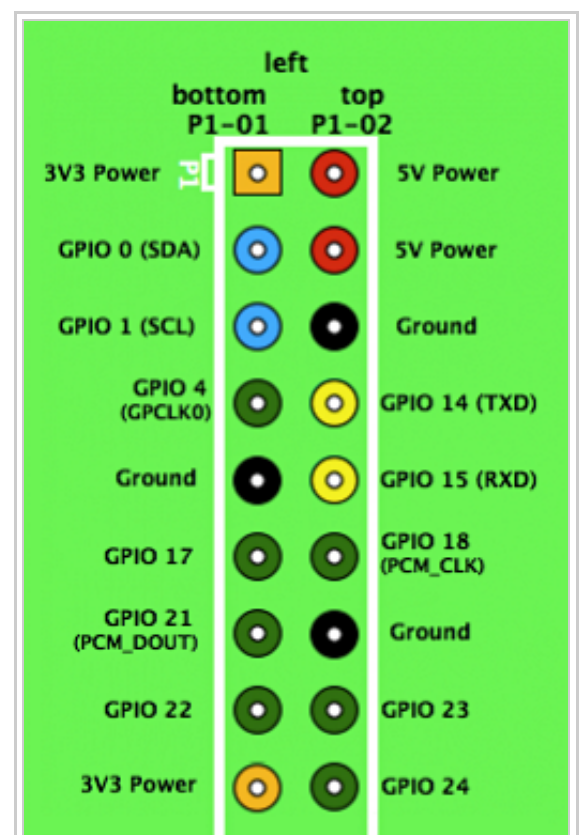 left
bottom top
P1-01 P1-02
3V3 Power P1 5V Power
GPIO 0 (SDA) 5V Power
GPIO 1 (SCL) Ground
GPIO 4
(GPCLK0) GPIO 14 (TXD)
Ground GPIO 15 (RXD)
GPIO 17 GPIO 18
(PCM_CLK)
GPIO 21
(PCM_DOUT) Ground
GPIO 22 GPIO 23
3V3 Power GPIO 24